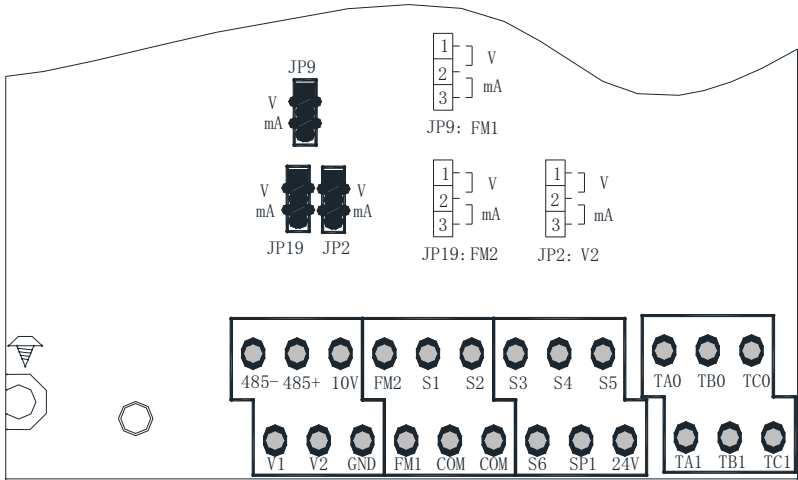 JP9
V
mA
1
2
3
V
mA
JP9: FM1
V
mA
V
mA
JP19 JP2
1
2
3
V
mA
JP19: FM2
1
2
3
V
mA
JP2: V2
485- 485+ 10V FM2 S1 S2 S3 S4 S5 TA0 TB0 TC0
V1 V2 GND FM1 COM COM S6 SP1 24V TA1 TB1 TC1